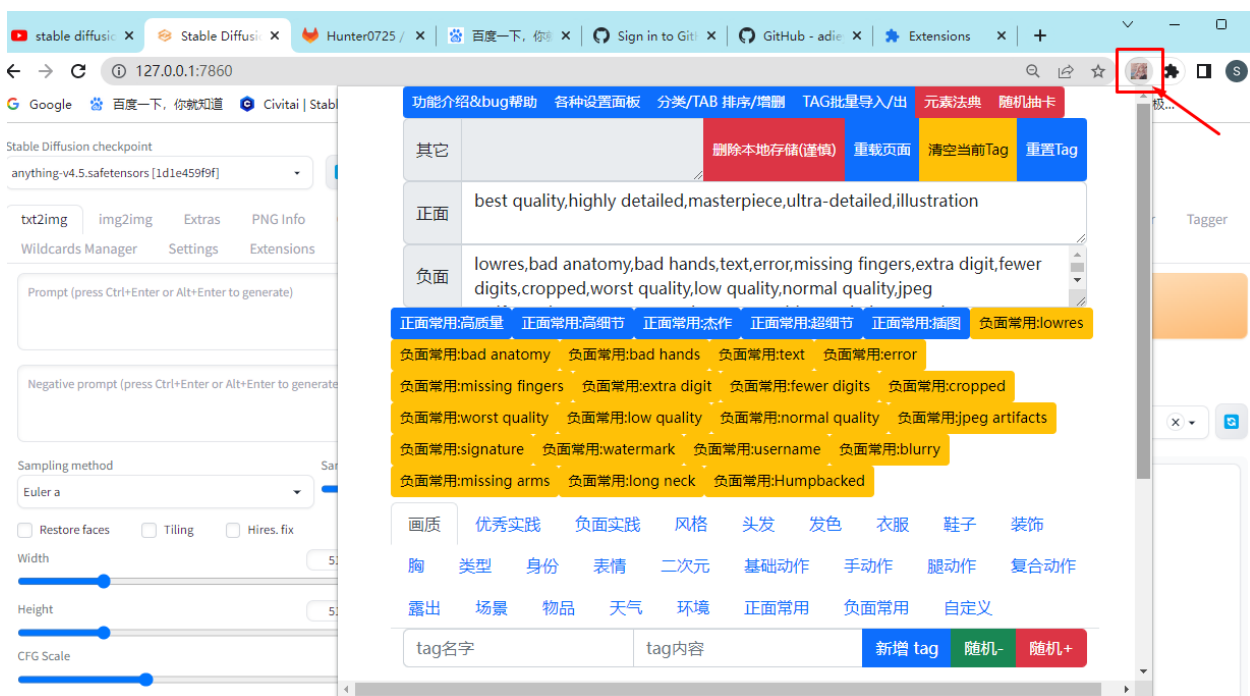 stable diffusic
Stable Diffusic
Hunter0725 /
百度一下,你
Sign in to Git
GitHub - adie
Extensions
127.0.0.1:7860
S
Google
百度一下,你就知道
Civitai | Stabl
极...
功能介绍&bug帮助 各种设置面板 分类/TAB 排序/增删 TAG批量导入/出 元素法典 随机抽卡
Stable Diffusion checkpoint
anything-v4.5.safetensors [1d1e459f9f]
其它 删除本地存储(谨慎) 重载页面 清空当前Tag 重置Tag
正面 best quality,highly detailed,masterpiece,ultra-detailed,illustration
txt2img img2img Extras PNG Info
Tagger
Wildcards Manager Settings Extensions
负面 lowres,bad anatomy,bad hands,text,error,missing fingers,extra digit,fewer
digits,cropped,worst quality,low quality,normal quality,jpeg
Prompt (press Ctrl+Enter or Alt+Enter to generate)
正面常用:高质量 正面常用:高细节 正面常用:杰作 正面常用:超细节 正面常用:插图 负面常用:lowres
负面常用:bad anatomy 负面常用:bad hands 负面常用:text 负面常用:error
负面常用:missing fingers 负面常用:extra digit 负面常用:fewer digits 负面常用:cropped
Negative prompt (press Ctrl+Enter or Alt+Enter to generate
负面常用:worst quality 负面常用:low quality 负面常用:normal quality 负面常用:jpeg artifacts
负面常用:signature 负面常用:watermark 负面常用:username 负面常用:blurry
负面常用:missing arms 负面常用:long neck 负面常用:Humpbacked
Sampling method
Sar
Euler a
Restore faces Tiling Hires. fix
画质 优秀实践 负面实践 风格 头发 发色 衣服 鞋子 装饰
Width
胸 类型 身份 表情 二次元 基础动作 手动作 腿动作 复合动作
Height
露出 场景 物品 天气 环境 正面常用 负面常用 自定义
CFG Scale
tag名字 tag内容 新增 tag 随机- 随机+